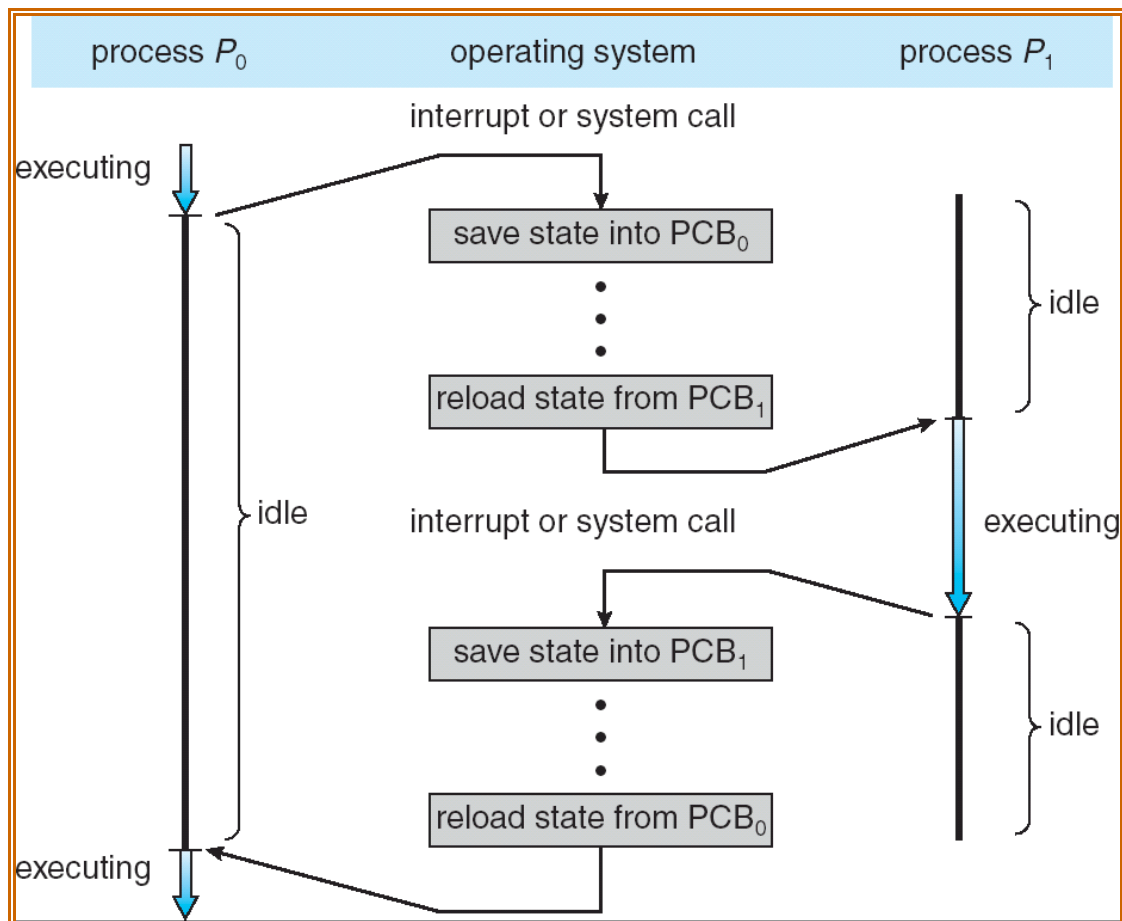 process P₀ operating system process P₁
interrupt or system call
executing
save state into PCB₀
idle
reload state from PCB₁
idle
interrupt or system call
executing
save state into PCB₁
idle
reload state from PCB₀
executing